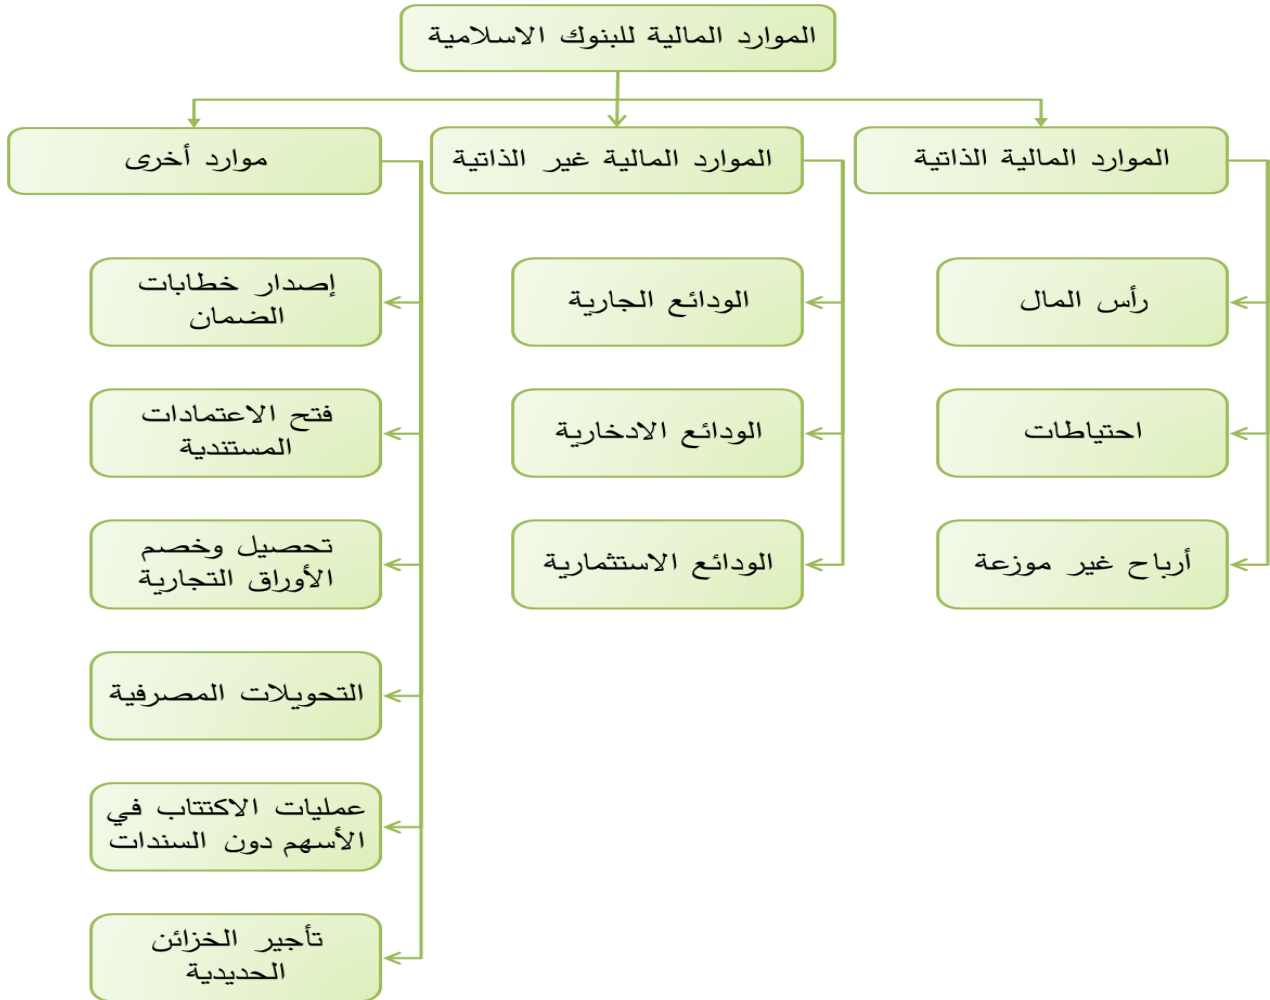 الموارد المالية للبنوك الاسلامية
الموارد المالية الذاتية
الموارد المالية غير الذاتية
موارد أخرى
رأس المال
احتياطات
أرباح غير موزعة
الودائع الجارية
الودائع الادخارية
الودائع الاستثمارية
إصدار خطابات
الضمان
فتح الاعتمادات
المستندية
تحصيل وخصم
الأوراق التجارية
التحويلات المصرفية
عمليات الاكتتاب في
الأسهم دون السندات
تأجير الخزائن
الحديدية